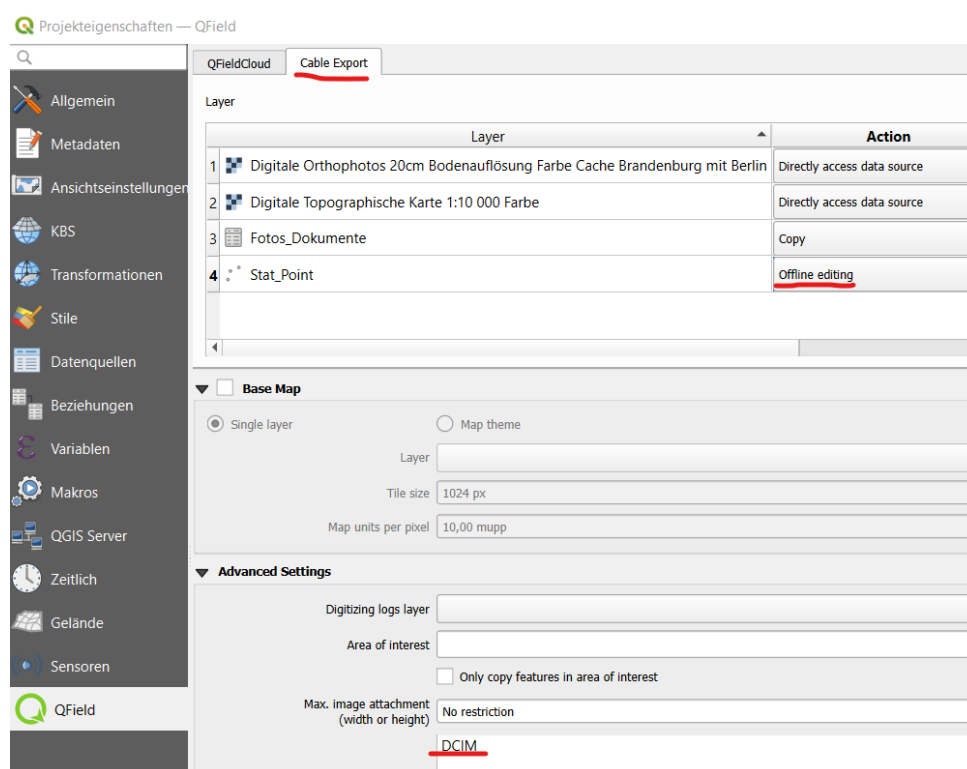 Projekteigenschaften — QField
QFieldCloud
Cable Export
Allgemein
Metadaten
Ansichtseinstellungen
KBS
Transformationen
Stile
Datenquellen
Beziehungen
Variablen
Makros
QGIS Server
Zeitlich
Gelände
Sensoren
QField
Layer
Layer Action
1 Digitale Orthophotos 20cm Bodenauflösung Farbe Cache Brandenburg mit Berlin Directly access data source
2 Digitale Topographische Karte 1:10 000 Farbe Directly access data source
3 Fotos_Dokumente Copy
4 Stat_Point Offline editing
Base Map
Single layer Map theme
Layer
Tile size 1024 px
Map units per pixel 10,00 mupp
Advanced Settings
Digitizing logs layer
Area of interest
Only copy features in area of interest
Max. image attachment
(width or height) No restriction
DCIM